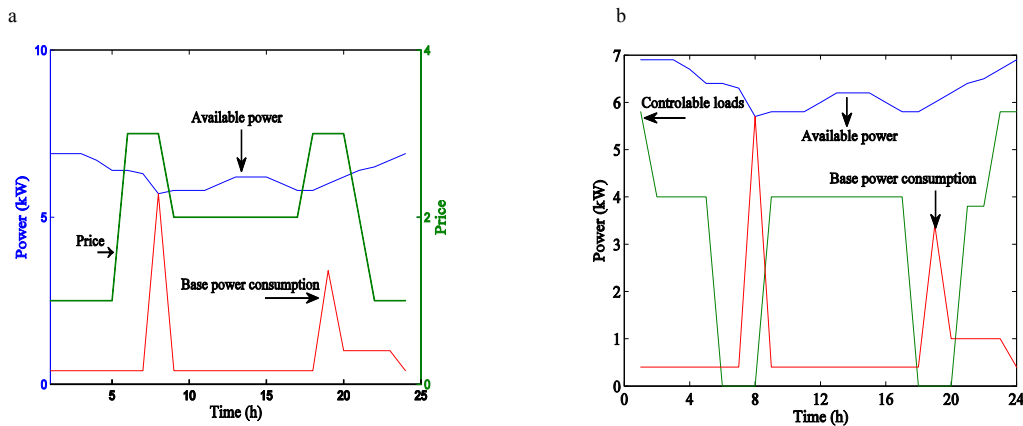 a
10
5
0
Power (kW)
4
2
0
Price
Available power
Price
Base power consumption
5
10
15
20
25
Time (h)
b
7
6
5
4
3
2
1
0
Power (kW)
Controlable loads
Available power
Base power consumption
0
4
8
12
16
20
24
Time (h)